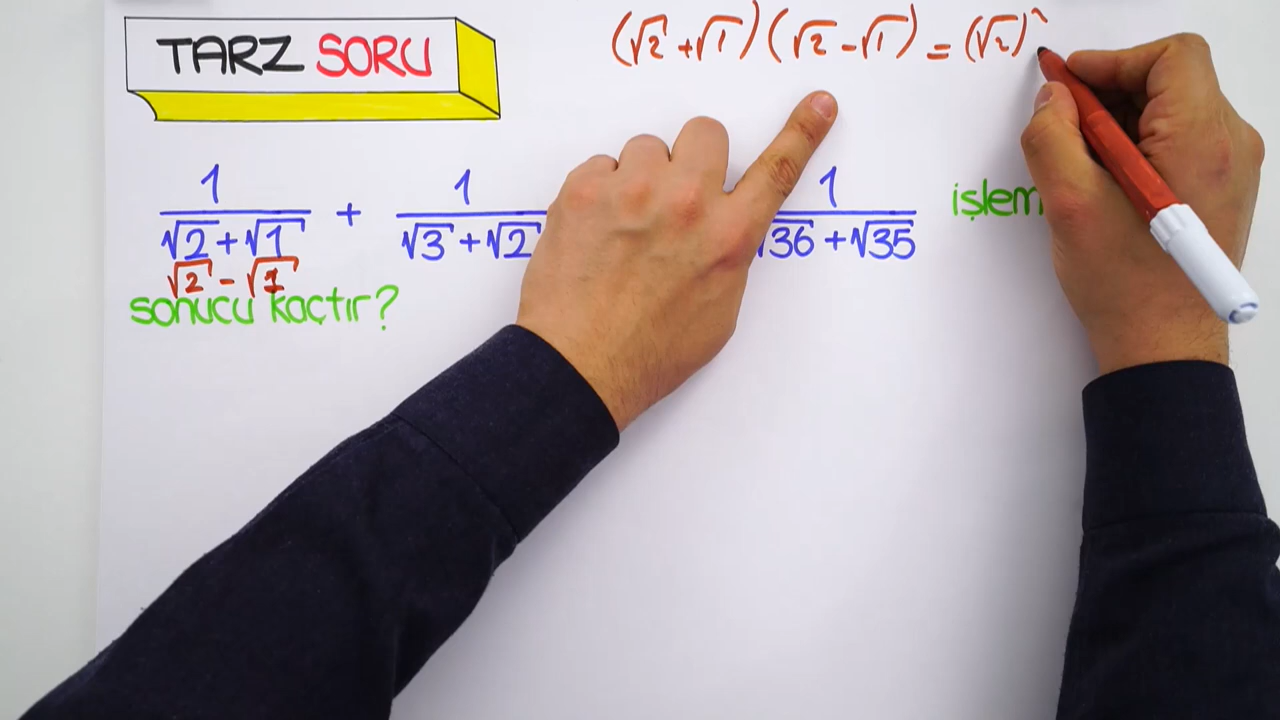 TARZ SORU
(√2 + √1) (√2 - √1) = (√2)²
1/(√2 + √1) + 1/(√3 + √2) 1/(√36 + √35) işlem
√2 - √1
sonucu kaçtır?